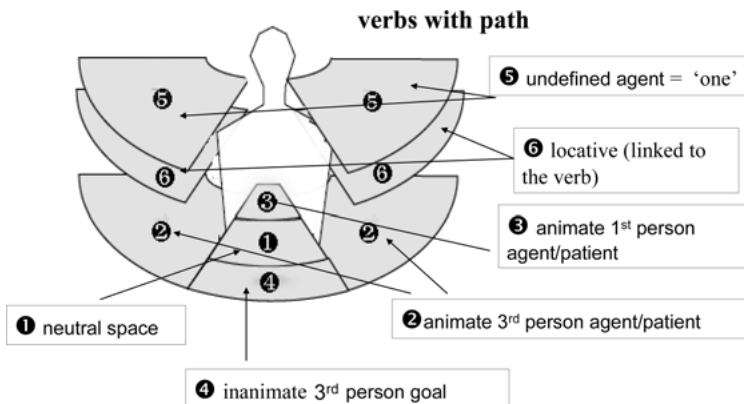 verbs with path
❺ ❺
❺ undefined agent = ‘one’
❻ ❻
❻ locative (linked to
the verb)
❸
❸ animate 1st person
agent/patient
❷ ❶ ❷
❹
❶ neutral space
❷animate 3rd person agent/patient
❹ inanimate 3rd person goal